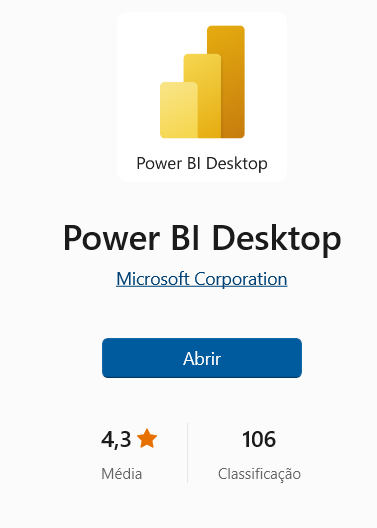 Power BI Desktop
Power BI Desktop
Microsoft Corporation
Abrir
4,3
106
Média
Classificação